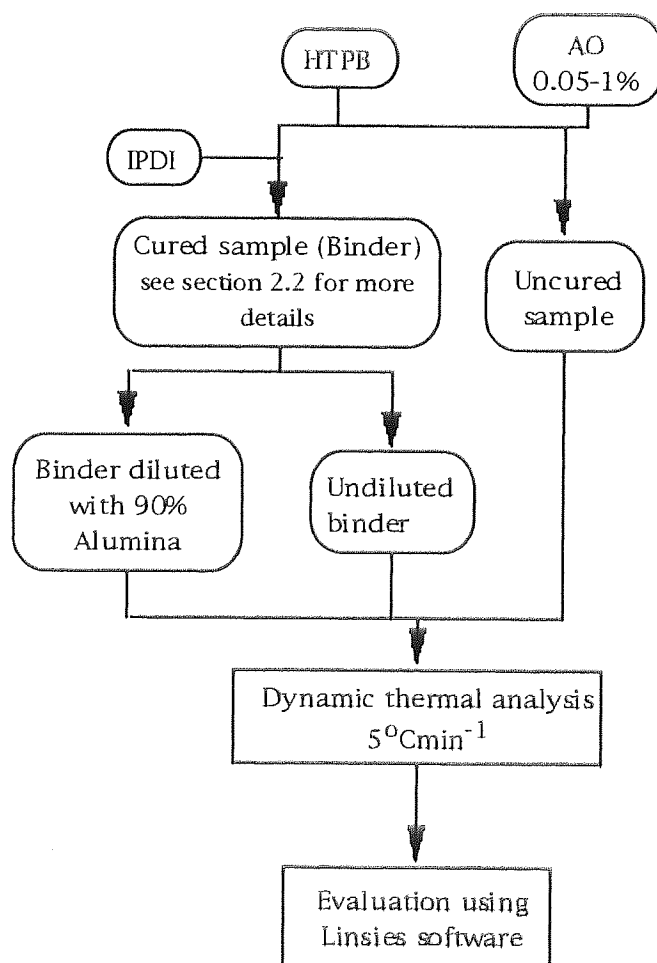 HTPB
AO
0.05-1%
IPDI
Cured sample (Binder)
see section 2.2 for more
details
Uncured
sample
Binder diluted
with 90%
Alumina
Undiluted
binder
Dynamic thermal analysis
5°Cmin⁻¹
Evaluation using
Linsies software